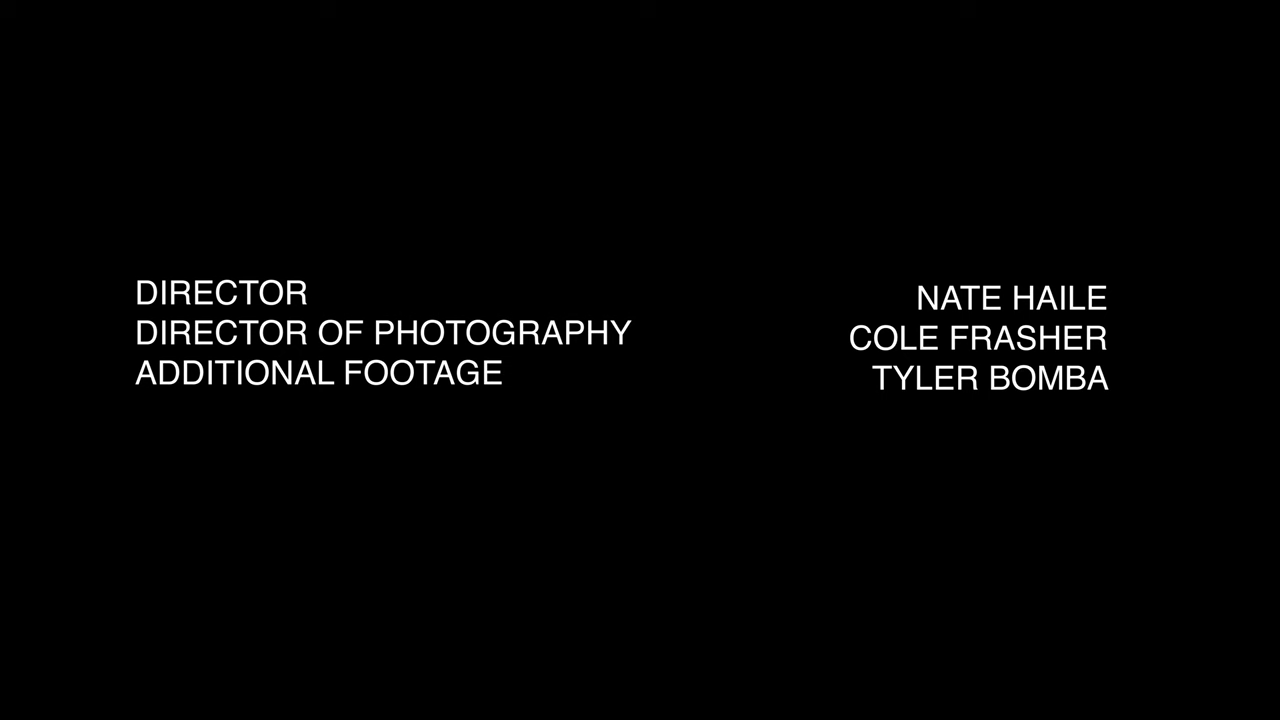 DIRECTOR NATE HAILE
DIRECTOR OF PHOTOGRAPHY COLE FRASHER
ADDITIONAL FOOTAGE TYLER BOMBA